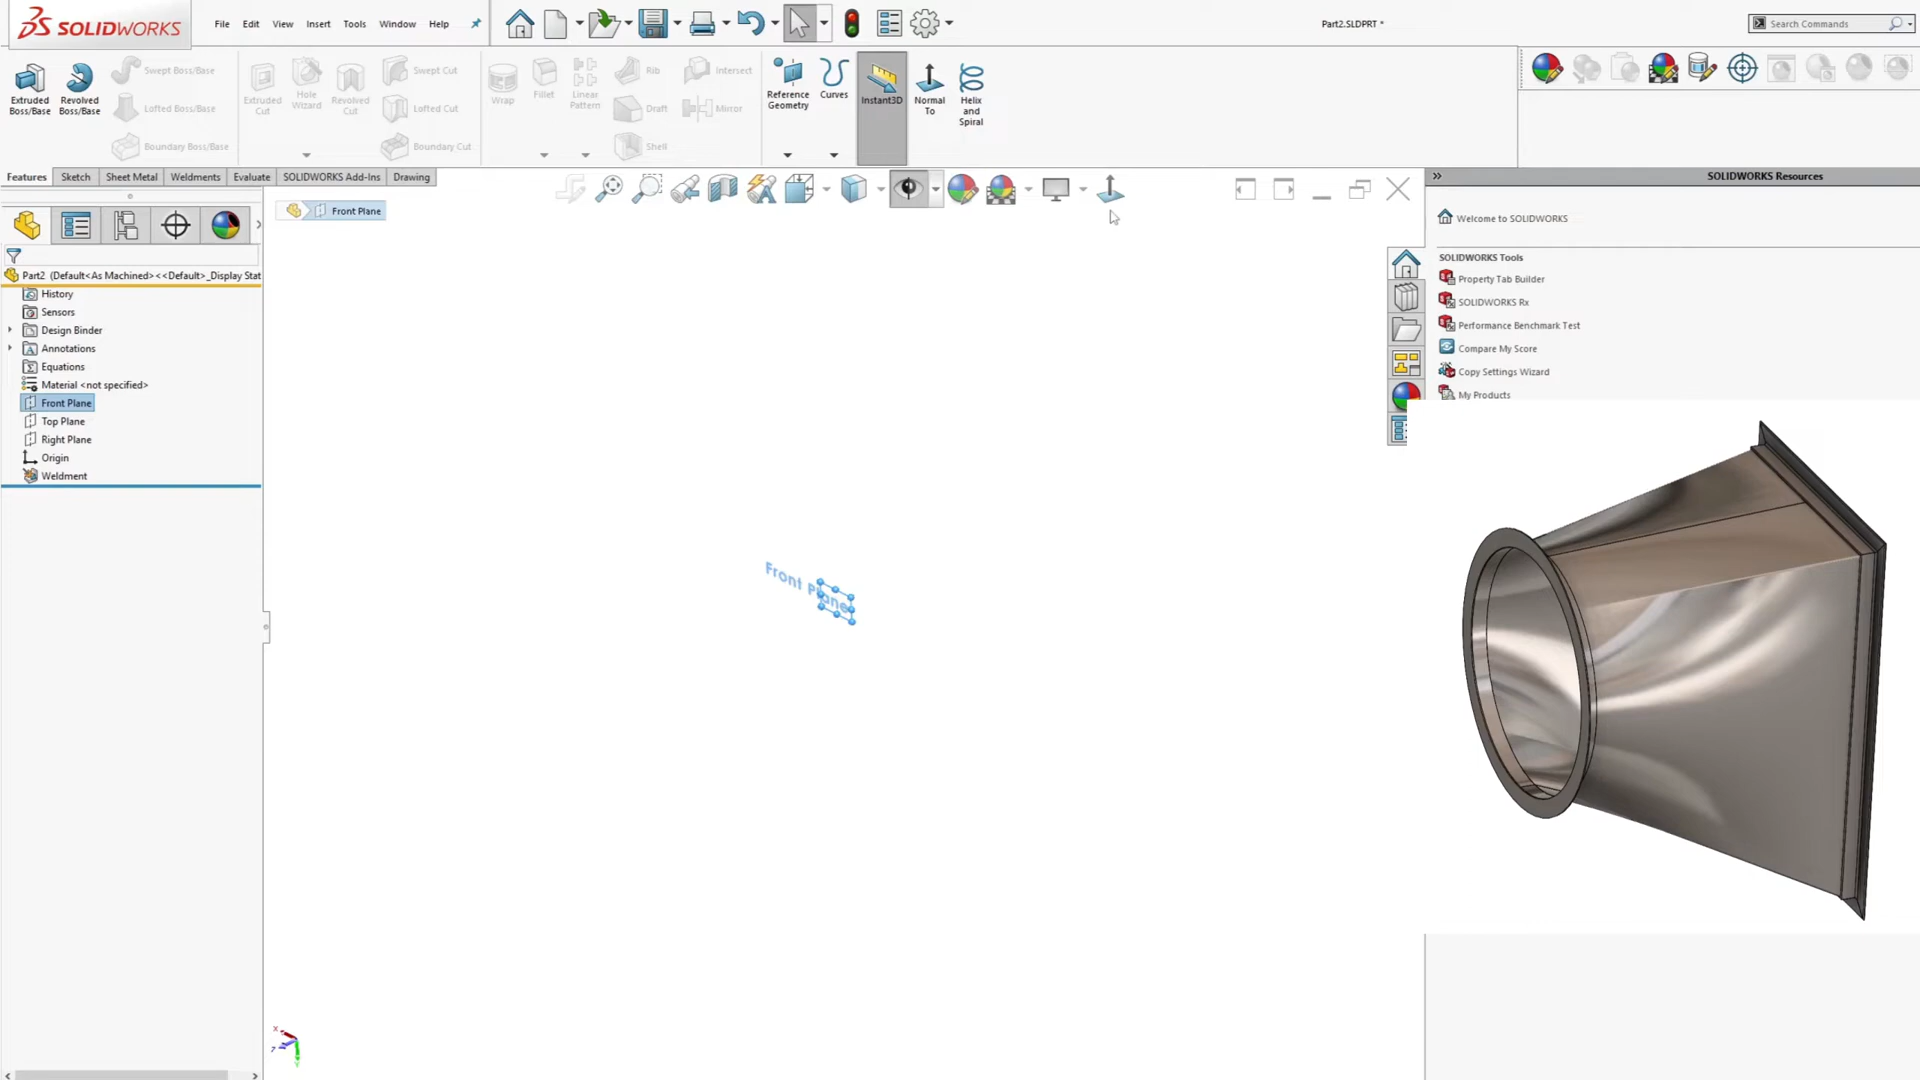 SOLIDWORKS
File Edit View Insert Tools Window Help
Part2.SLDPRT *
Search Commands
Extruded Boss/Base
Revolved Boss/Base
Swept Boss/Base
Lofted Boss/Base
Boundary Boss/Base
Extruded Cut
Hole Wizard
Revolved Cut
Swept Cut
Lofted Cut
Boundary Cut
Wrap
Fillet
Linear Pattern
Rib
Draft
Shell
Intersect
Mirror
Reference Geometry
Curves
Instant3D
Normal To
Helix and Spiral
Features Sketch Sheet Metal Weldments Evaluate SOLIDWORKS Add-Ins Drawing
Front Plane
Part2 (Default<As Machined><<Default>_Display Stat
History
Sensors
Design Binder
Annotations
Equations
Material <not specified>
Front Plane
Top Plane
Right Plane
Origin
Weldment
Front Plane
SOLIDWORKS Resources
Welcome to SOLIDWORKS
SOLIDWORKS Tools
Property Tab Builder
SOLIDWORKS Rx
Performance Benchmark Test
Compare My Score
Copy Settings Wizard
My Products